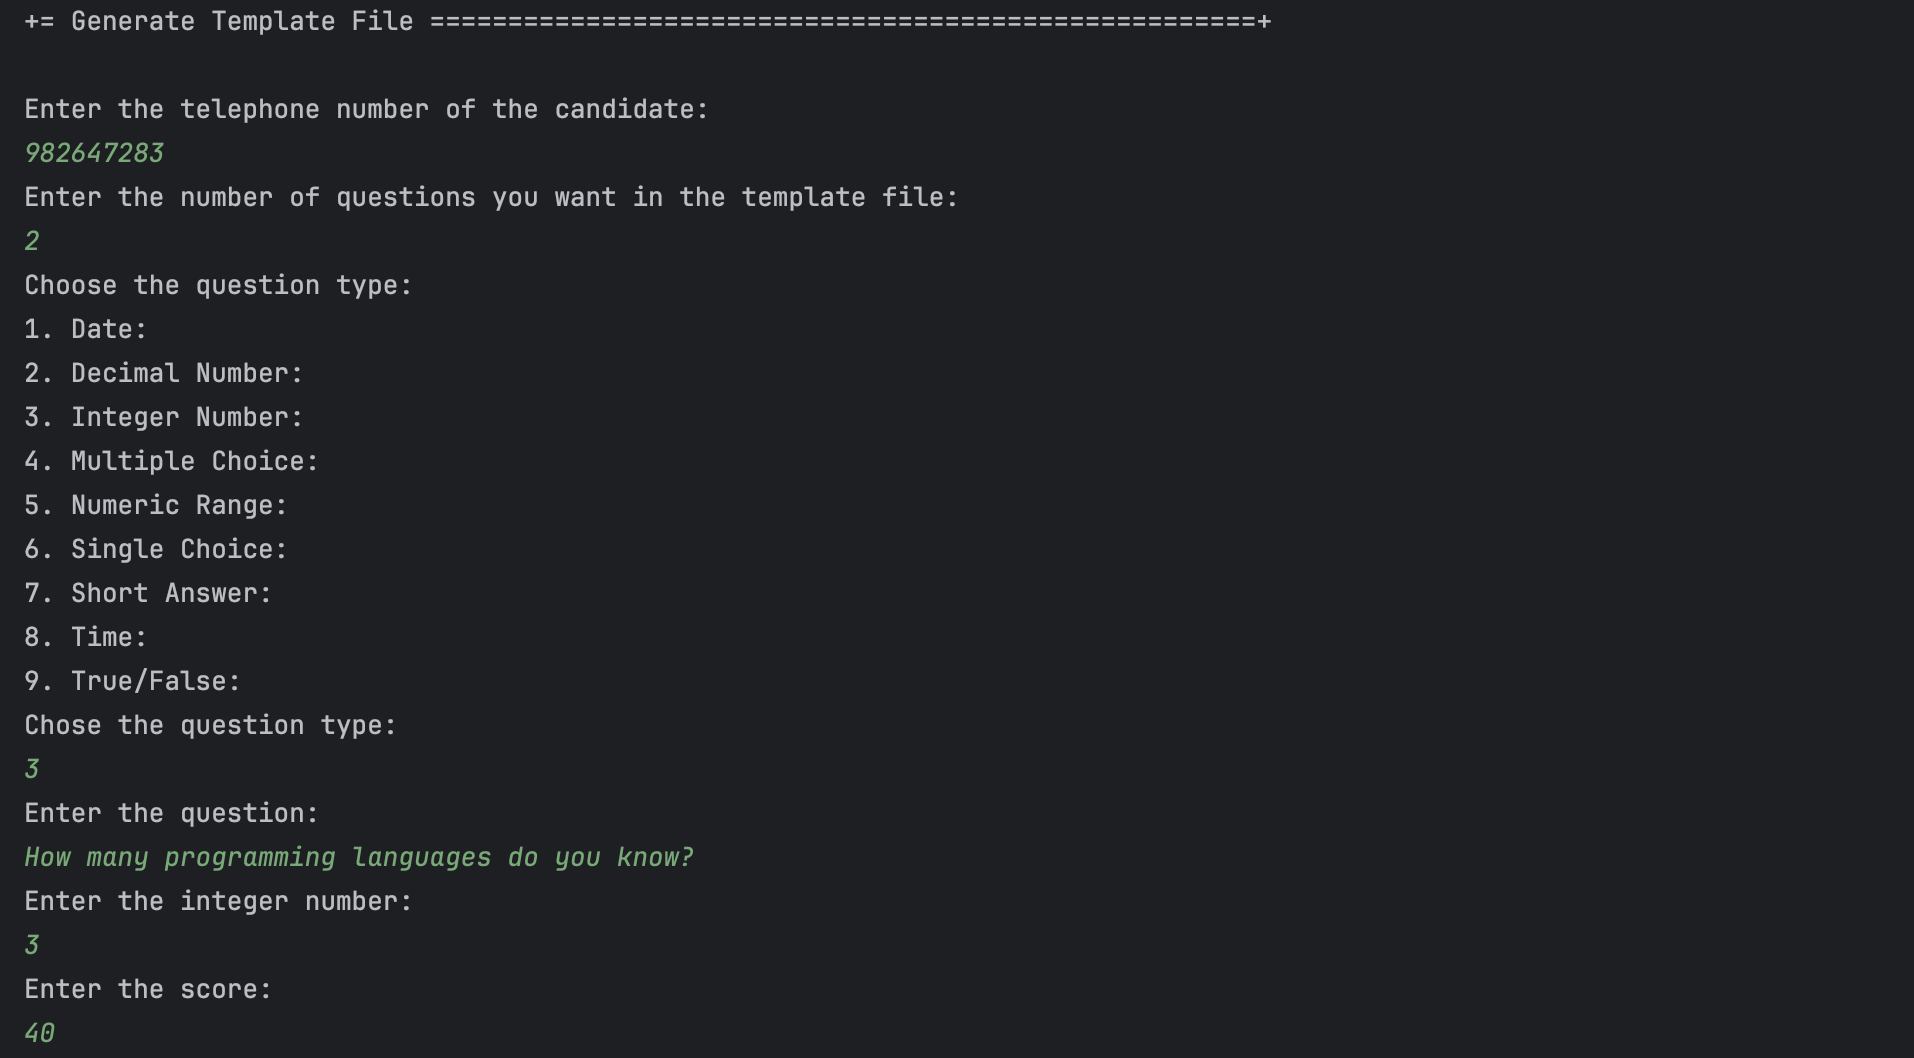 += Generate Template File =====================================================+
Enter the telephone number of the candidate:
982647283
Enter the number of questions you want in the template file:
2
Choose the question type:
1. Date:
2. Decimal Number:
3. Integer Number:
4. Multiple Choice:
5. Numeric Range:
6. Single Choice:
7. Short Answer:
8. Time:
9. True/False:
Chose the question type:
3
Enter the question:
How many programming languages do you know?
Enter the integer number:
3
Enter the score:
40